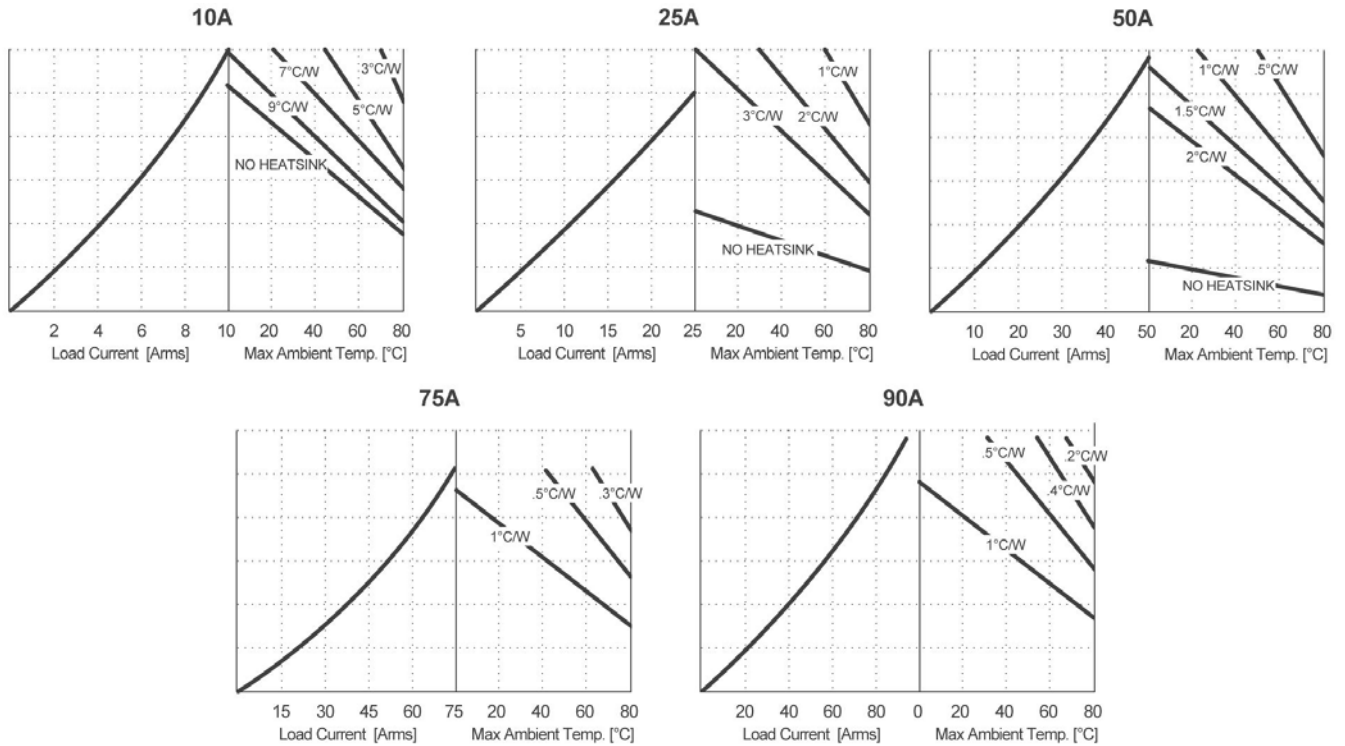 10A
7°C/W
3°C/W
9°C/W
5°C/W
NO HEATSINK
2 4 6 8 10 20 40 60 80
Load Current [Arms] Max Ambient Temp. [°C]
25A
1°C/W
3°C/W
2°C/W
NO HEATSINK
5 10 15 20 25 20 40 60 80
Load Current [Arms] Max Ambient Temp. [°C]
50A
1°C/W
.5°C/W
1.5°C/W
2°C/W
NO HEATSINK
10 20 30 40 50 20 40 60 80
Load Current [Arms] Max Ambient Temp. [°C]
75A
.5°C/W
.3°C/W
1°C/W
15 30 45 60 75 20 40 60 80
Load Current [Arms] Max Ambient Temp. [°C]
90A
.5°C/W
.2°C/W
.4°C/W
1°C/W
20 40 60 80 0 20 40 60 80
Load Current [Arms] Max Ambient Temp. [°C]